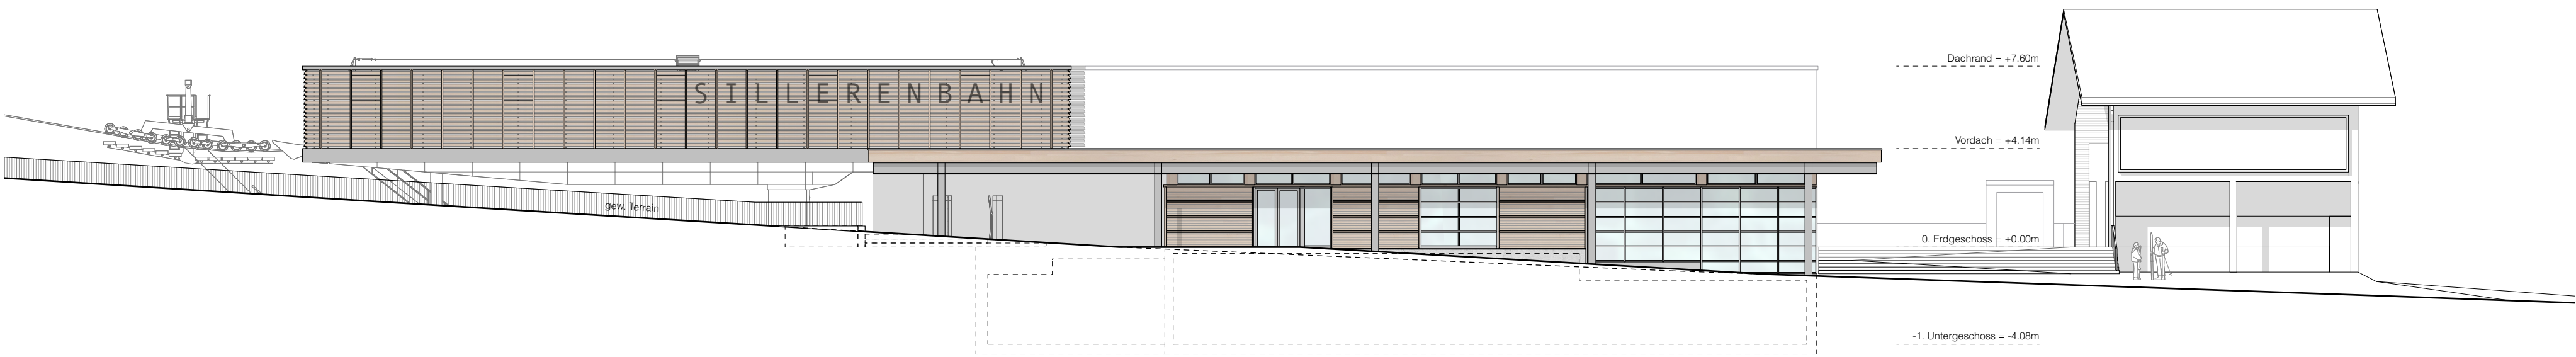 Dachrand = +7.60m
SILLERENBAHN
Vordach = +4.14m
gew. Terrain
0. Erdgeschoss = ±0.00m
-1. Untergeschoss = -4.08m